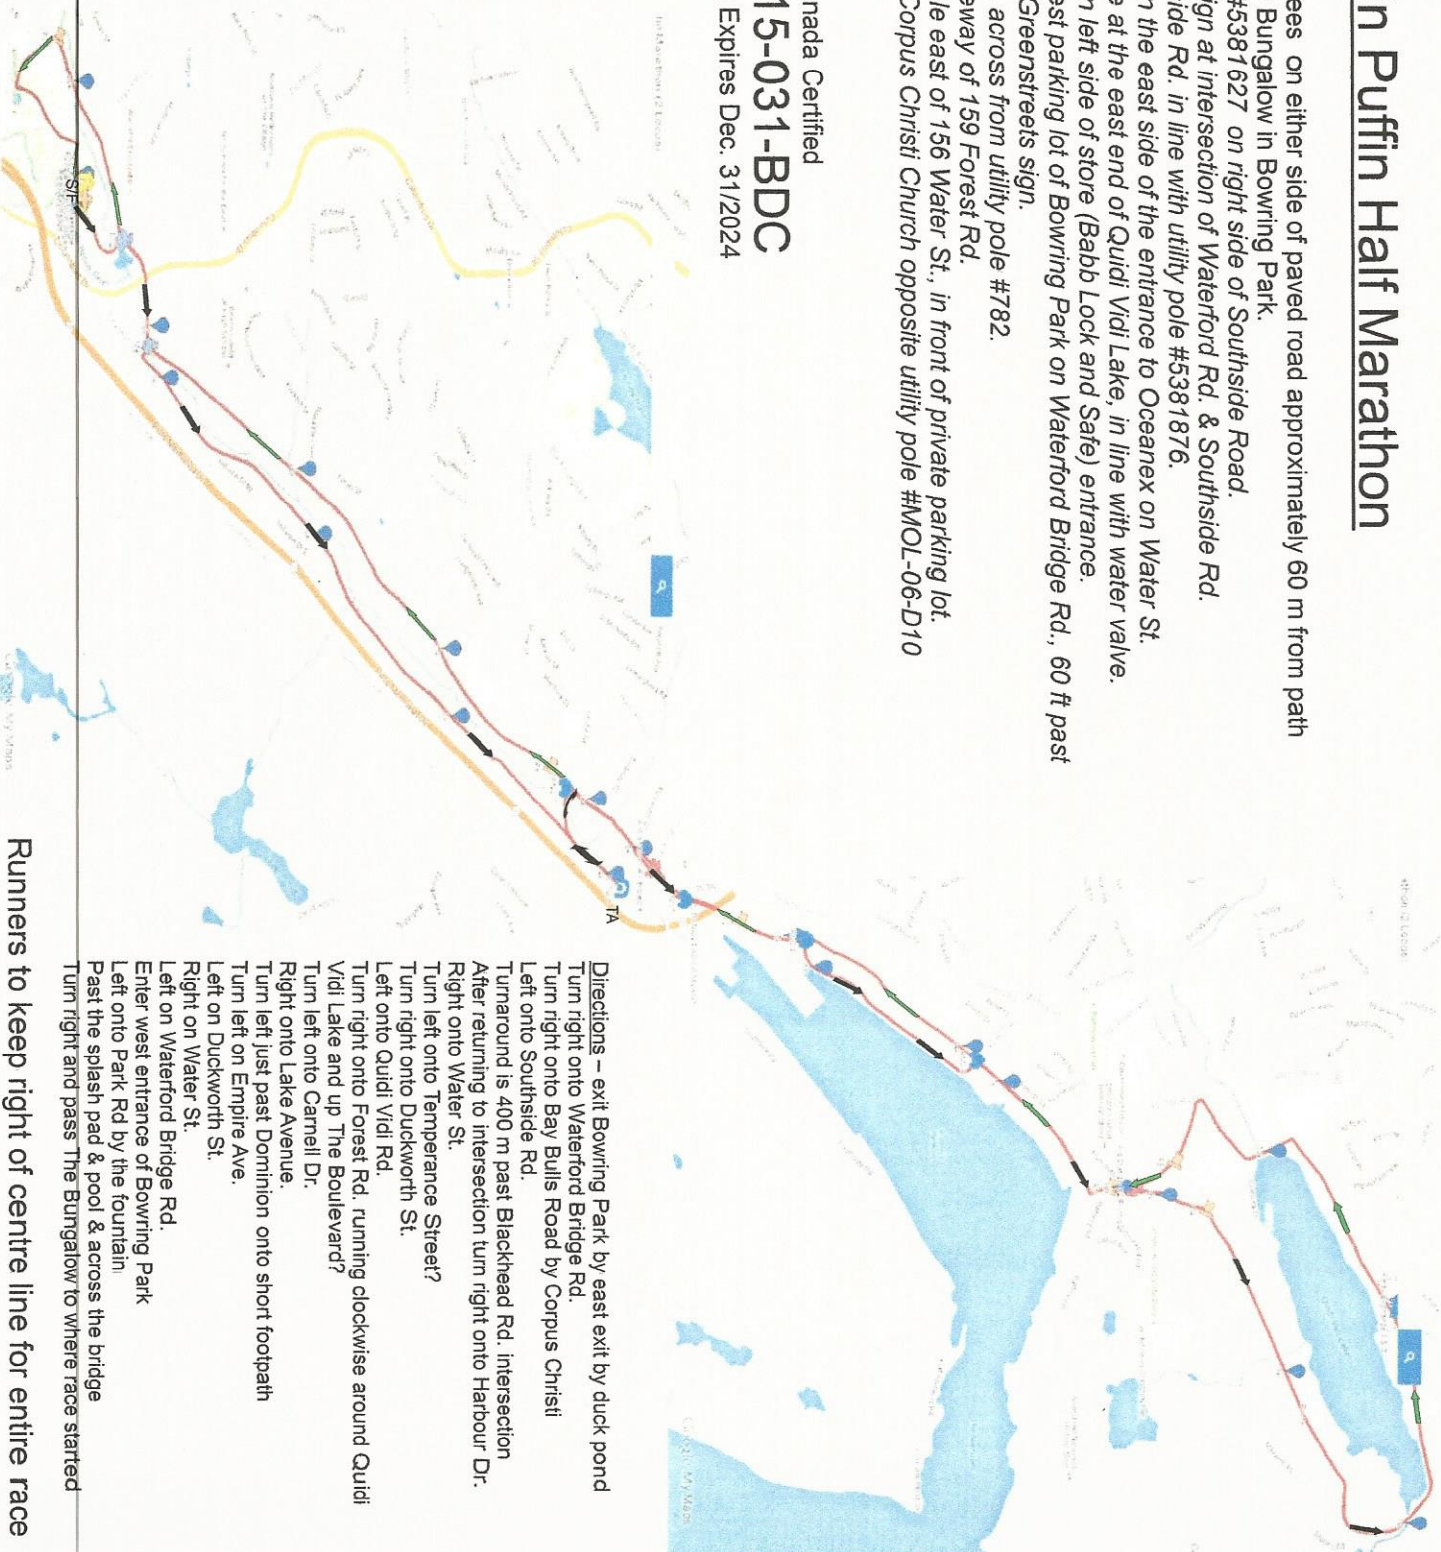 n Puffin Half Marathon
ees on either side of paved road approximately 60 m from path
Bungalow in Bowring Park.
#5381627 on right side of Southside Road.
ign at intersection of Waterford Rd. & Southside Rd.
ide Rd. in line with utility pole #5381876.
n the east side of the entrance to Oceanex on Water St.
e at the east end of Quidi Vidi Lake, in line with water valve.
n left side of store (Babb Lock and Safe) entrance.
est parking lot of Bowring Park on Waterford Bridge Rd., 60 ft past
Greenstreets sign.
across from utility pole #782.
eway of 159 Forest Rd.
le east of 156 Water St., in front of private parking lot.
Corpus Christi Church opposite utility pole #MOL-06-D10
nada Certified
15-031-BDC
Expires Dec. 31/2024
S/F
TA
Directions – exit Bowring Park by east exit by duck pond
Turn right onto Waterford Bridge Rd.
Turn right onto Bay Bulls Road by Corpus Christi
Left onto Southside Rd.
Turnaround is 400 m past Blackhead Rd. intersection
After returning to intersection turn right onto Harbour Dr.
Right onto Water St.
Turn left onto Temperance Street?
Turn right onto Duckworth St.
Left onto Quidi Vidi Rd.
Turn right onto Forest Rd. running clockwise around Quidi
Vidi Lake and up The Boulevard?
Turn left onto Carnell Dr.
Right onto Lake Avenue.
Turn left just past Dominion onto short footpath
Turn left on Empire Ave.
Left on Duckworth St.
Right on Water St.
Left on Waterford Bridge Rd.
Enter west entrance of Bowring Park
Left onto Park Rd by the fountain
Past the splash pad & pool & across the bridge
Turn right and pass The Bungalow to where race started
Runners to keep right of centre line for entire race